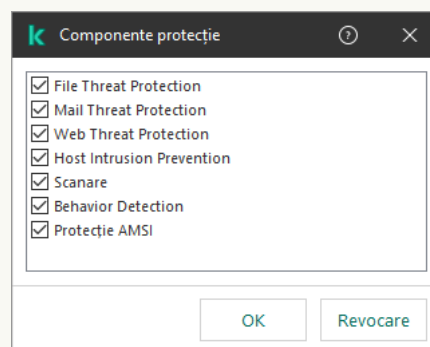 Componente protecție
File Threat Protection
Mail Threat Protection
Web Threat Protection
Host Intrusion Prevention
Scanare
Behavior Detection
Protecție AMSI
OK Revocare